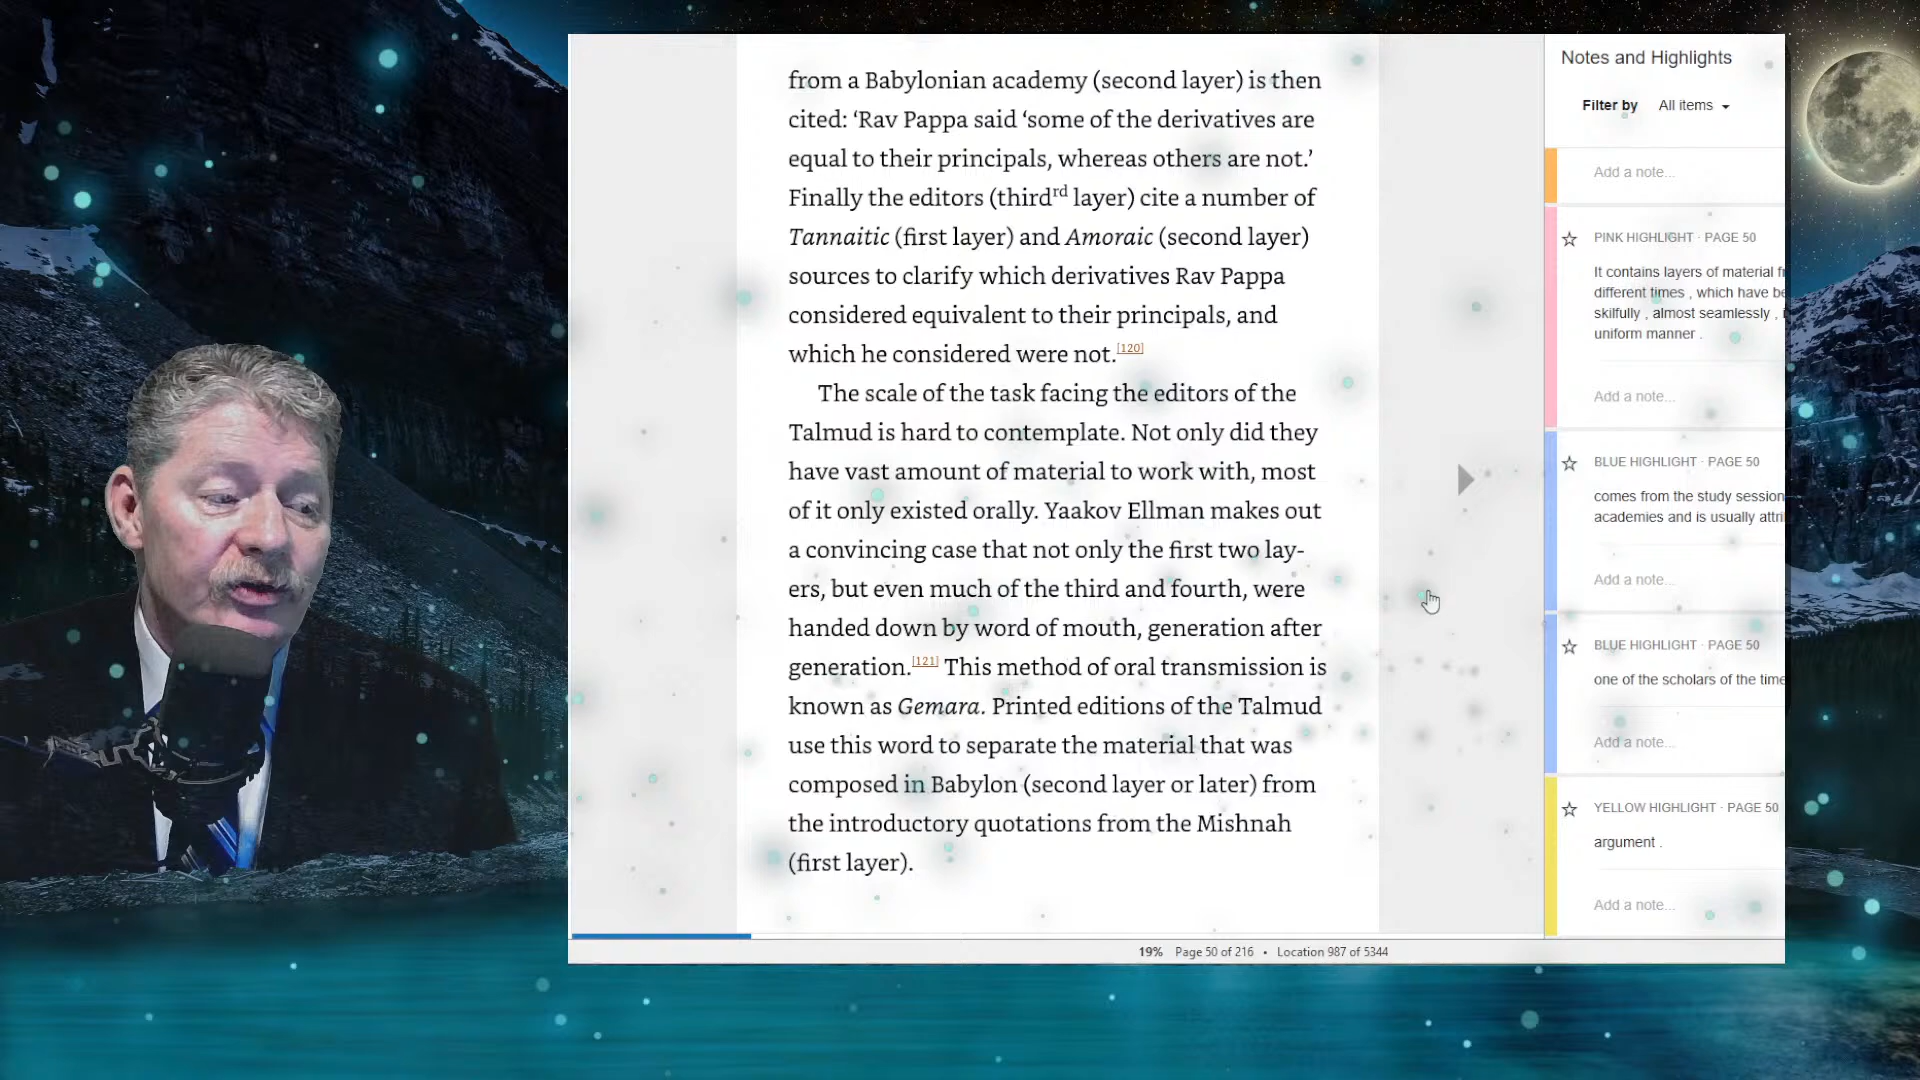 from a Babylonian academy (second layer) is then
cited: ‘Rav Pappa said ‘some of the derivatives are
equal to their principals, whereas others are not.’
Finally the editors (thirdrd layer) cite a number of
Tannaitic (first layer) and Amoraic (second layer)
sources to clarify which derivatives Rav Pappa
considered equivalent to their principals, and
which he considered were not.[120]
The scale of the task facing the editors of the
Talmud is hard to contemplate. Not only did they
have vast amount of material to work with, most
of it only existed orally. Yaakov Ellman makes out
a convincing case that not only the first two lay-
ers, but even much of the third and fourth, were
handed down by word of mouth, generation after
generation.[121] This method of oral transmission is
known as Gemara. Printed editions of the Talmud
use this word to separate the material that was
composed in Babylon (second layer or later) from
the introductory quotations from the Mishnah
(first layer).
19% Page 50 of 216 • Location 987 of 5344
Notes and Highlights
Filter by All items
Add a note...
PINK HIGHLIGHT · PAGE 50
It contains layers of material
different times , which have
skilfully , almost seamlessly ,
uniform manner .
Add a note...
BLUE HIGHLIGHT · PAGE 50
comes from the study session
academies and is usually
Add a note...
BLUE HIGHLIGHT · PAGE 50
one of the scholars of the time
Add a note...
YELLOW HIGHLIGHT · PAGE 50
argument .
Add a note...